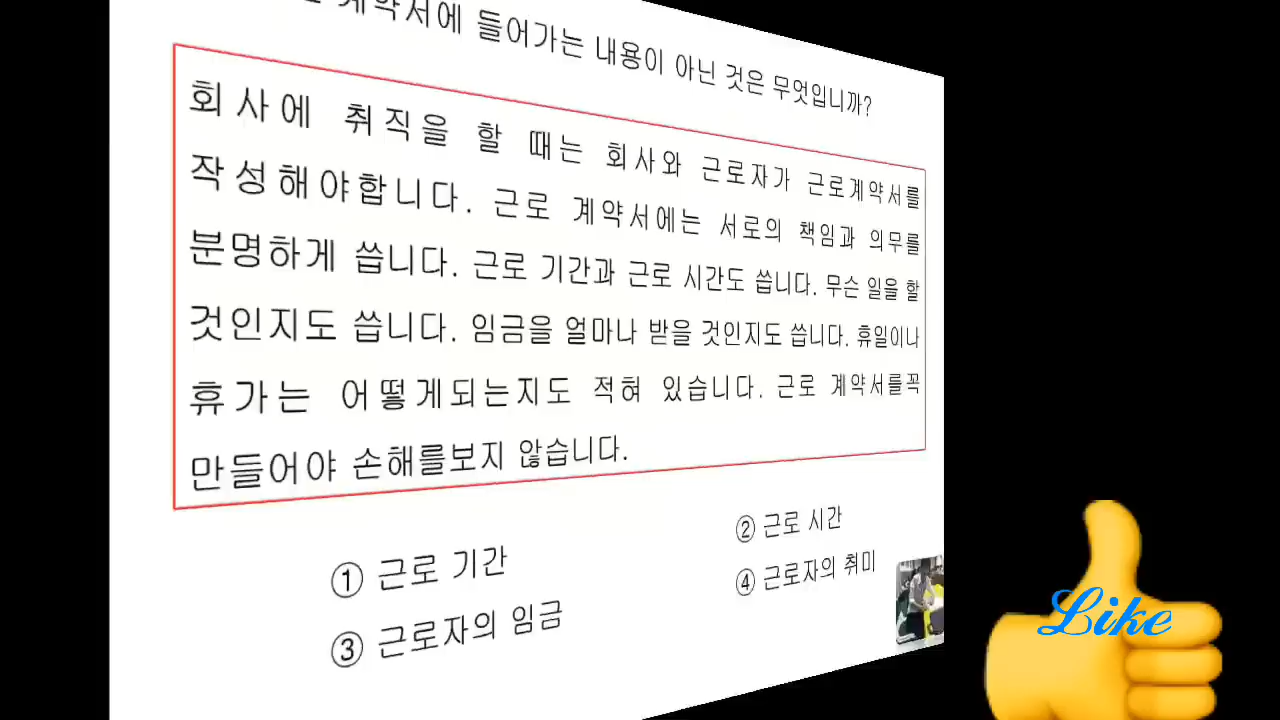 계약서에 들어가는 내용이 아닌 것은 무엇입니까?
회사에 취직을 할 때는 회사와 근로자가 근로계약서를
작성해야합니다. 근로 계약서에는 서로의 책임과 의무를
분명하게 씁니다. 근로 기간과 근로 시간도 씁니다. 무슨 일을 할
것인지도 씁니다. 임금을 얼마나 받을 것인지도 씁니다. 휴일이나
휴가는 어떻게되는지도 적혀 있습니다. 근로 계약서를꼭
만들어야 손해를보지 않습니다.
① 근로 기간
② 근로 시간
③ 근로자의 임금
④ 근로자의 취미
Like